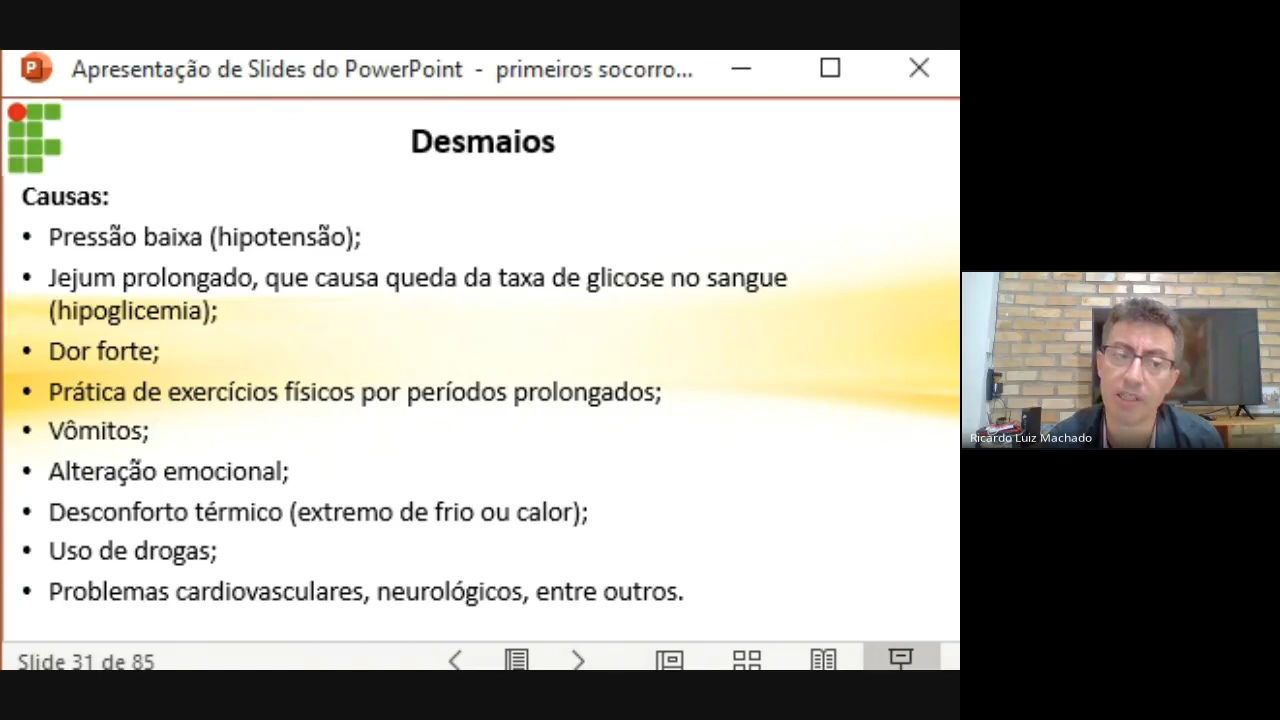 Apresentação de Slides do PowerPoint - primeiros socorro...
Desmaios
Causas:
• Pressão baixa (hipotensão);
• Jejum prolongado, que causa queda da taxa de glicose no sangue
(hipoglicemia);
• Dor forte;
• Prática de exercícios físicos por períodos prolongados;
• Vômitos;
• Alteração emocional;
• Desconforto térmico (extremo de frio ou calor);
• Uso de drogas;
• Problemas cardiovasculares, neurológicos, entre outros.
Slide 31 de 85
Ricardo Luiz Machado